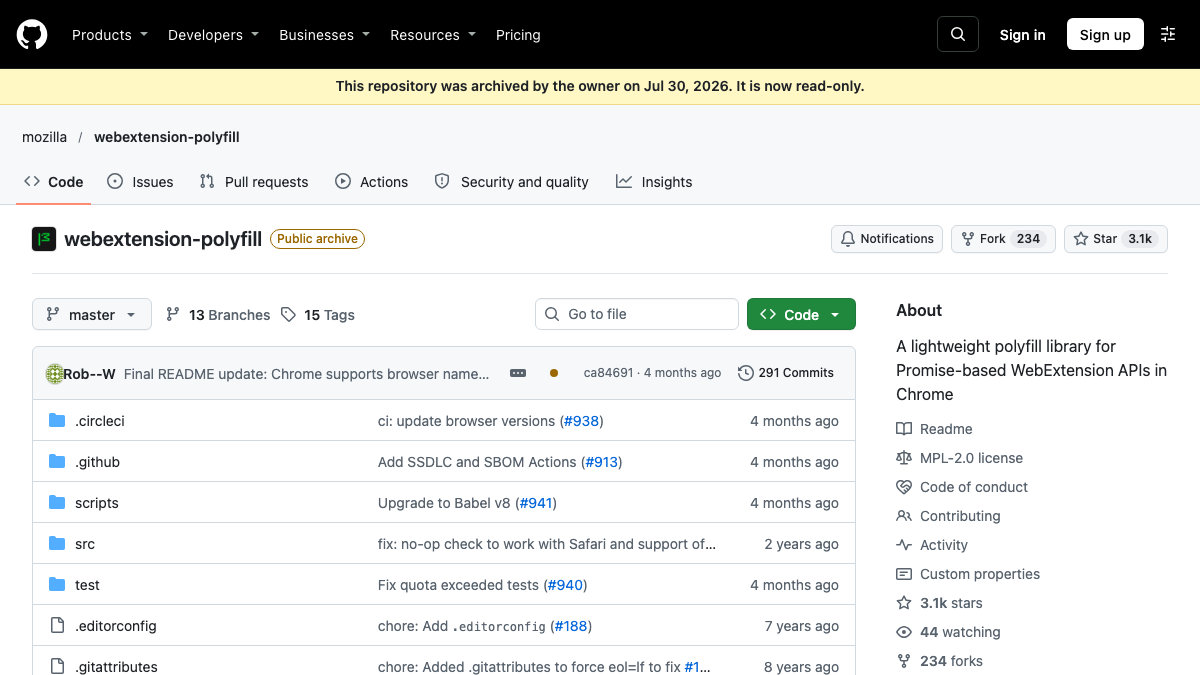 Products Developers Businesses Resources Pricing Sign in Sign up
This repository was archived by the owner on Jul 30, 2026. It is now read-only.
mozilla / webextension-polyfill
Code Issues Pull requests Actions Security and quality Insights
webextension-polyfill Public archive Notifications Fork 234 Star 3.1k
master 13 Branches 15 Tags Go to file Code
Rob--W Final README update: Chrome supports browser name... ca84691 · 4 months ago 291 Commits
.circleci ci: update browser versions (#938) 4 months ago
.github Add SSDLC and SBOM Actions (#913) 4 months ago
scripts Upgrade to Babel v8 (#941) 4 months ago
src fix: no-op check to work with Safari and support of... 2 years ago
test Fix quota exceeded tests (#940) 4 months ago
.editorconfig chore: Add .editorconfig (#188) 7 years ago
.gitattributes chore: Added .gitattributes to force eol=lf to fix #1... 8 years ago
About
A lightweight polyfill library for
Promise-based WebExtension APIs in
Chrome
Readme
MPL-2.0 license
Code of conduct
Contributing
Activity
Custom properties
3.1k stars
44 watching
234 forks